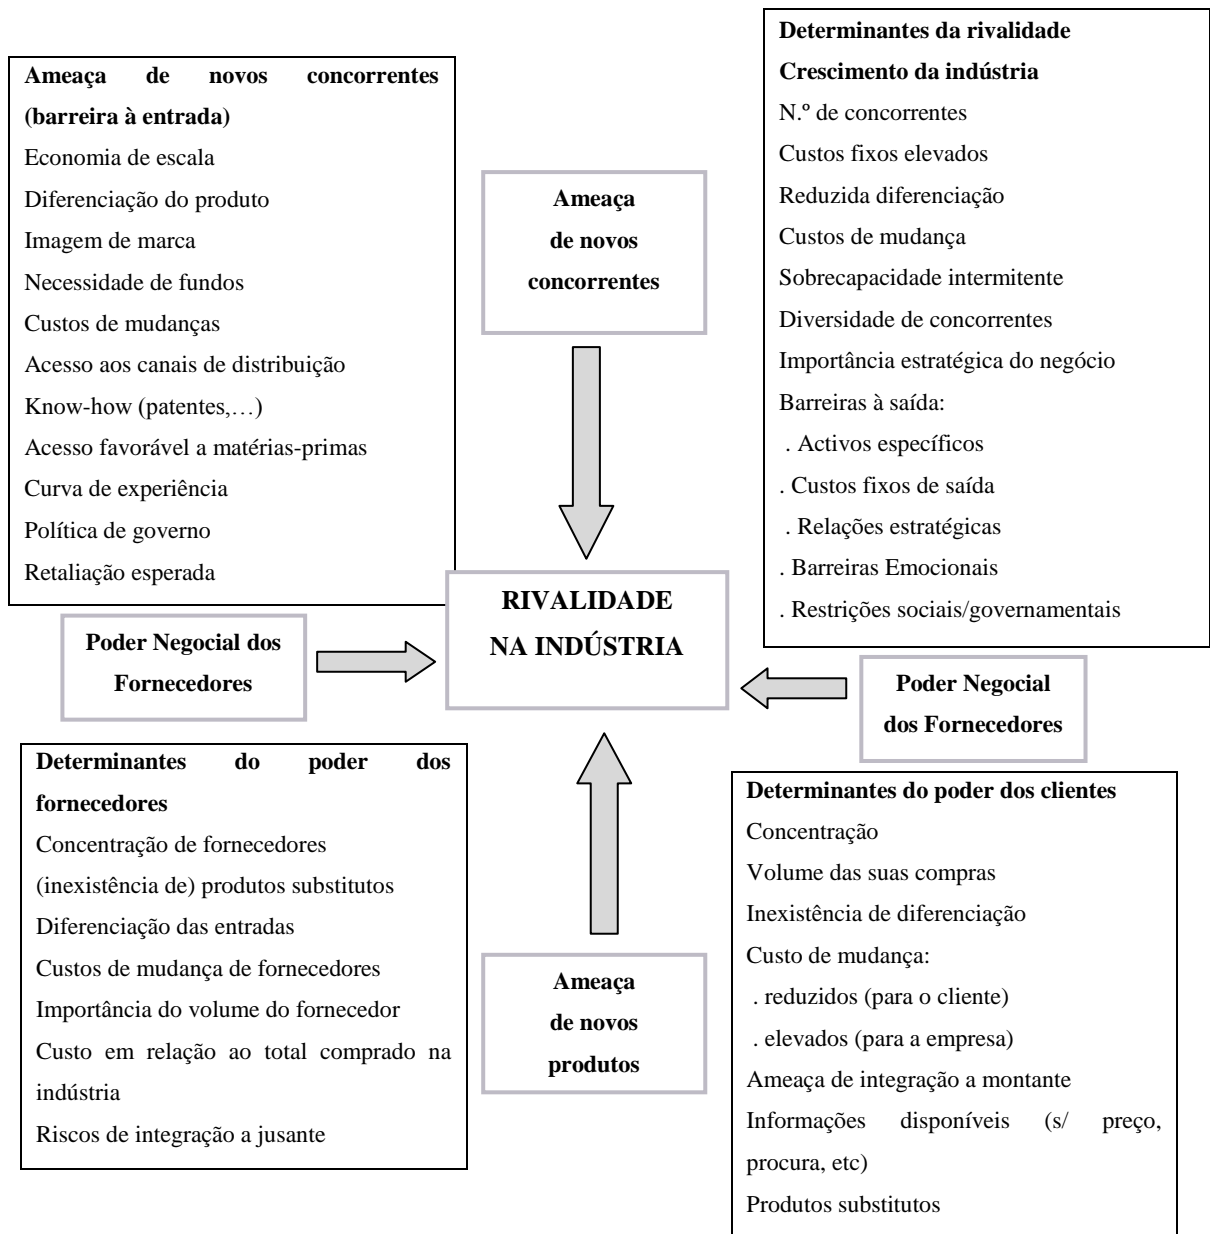 Ameaça de novos concorrentes
(barreira à entrada)
Economia de escala
Diferenciação do produto
Imagem de marca
Necessidade de fundos
Custos de mudanças
Acesso aos canais de distribuição
Know-how (patentes,…)
Acesso favorável a matérias-primas
Curva de experiência
Política de governo
Retaliação esperada
Ameaça
de novos
concorrentes
Determinantes da rivalidade
Crescimento da indústria
N.º de concorrentes
Custos fixos elevados
Reduzida diferenciação
Custos de mudança
Sobrecapacidade intermitente
Diversidade de concorrentes
Importância estratégica do negócio
Barreiras à saída:
. Activos específicos
. Custos fixos de saída
. Relações estratégicas
. Barreiras Emocionais
. Restrições sociais/governamentais
Poder Negocial dos
Fornecedores
RIVALIDADE
NA INDÚSTRIA
Poder Negocial
dos Fornecedores
Determinantes do poder dos
fornecedores
Concentração de fornecedores
(inexistência de) produtos substitutos
Diferenciação das entradas
Custos de mudança de fornecedores
Importância do volume do fornecedor
Custo em relação ao total comprado na
indústria
Riscos de integração a jusante
Ameaça
de novos
produtos
Determinantes do poder dos clientes
Concentração
Volume das suas compras
Inexistência de diferenciação
Custo de mudança:
. reduzidos (para o cliente)
. elevados (para a empresa)
Ameaça de integração a montante
Informações disponíveis (s/ preço,
procura, etc)
Produtos substitutos